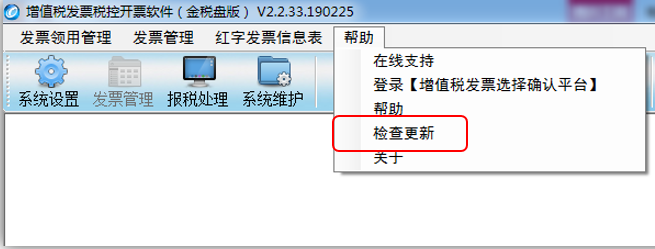 增值税发票税控开票软件（金税盘版） V2.2.33.190225
发票领用管理 发票管理 红字发票信息表 帮助
系统设置 发票管理 报税处理 系统维护
在线支持
登录【增值税发票选择确认平台】
帮助
检查更新
关于